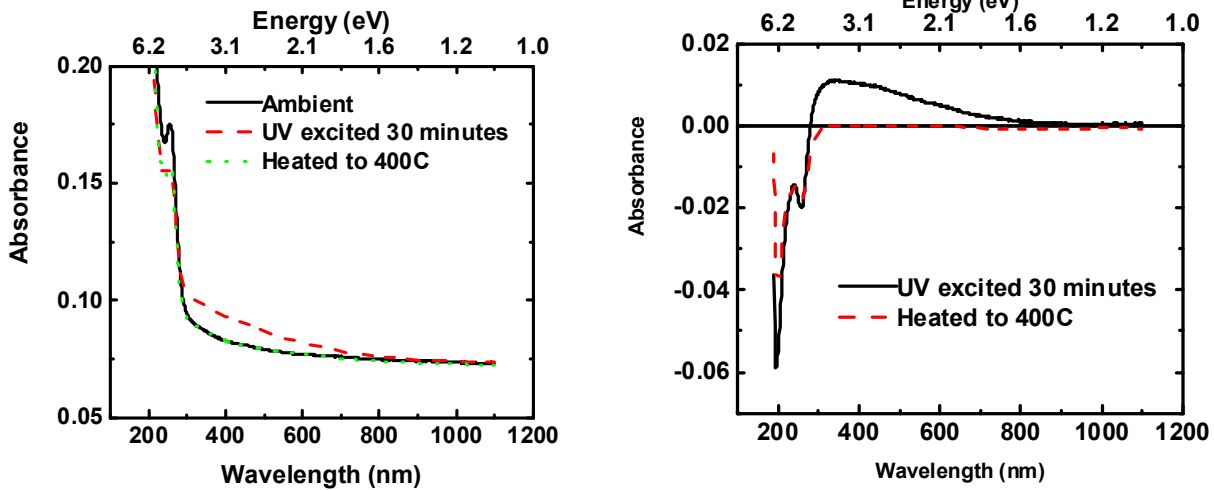 Energy (eV)
6.2 3.1 2.1 1.6 1.2 1.0
0.20
0.15
0.10
0.05
Absorbance
Ambient
UV excited 30 minutes
Heated to 400C
200 400 600 800 1000 1200
Wavelength (nm)
Energy (eV)
6.2 3.1 2.1 1.6 1.2 1.0
0.02
0.00
-0.02
-0.04
-0.06
Absorbance
UV excited 30 minutes
Heated to 400C
200 400 600 800 1000 1200
Wavelength (nm)